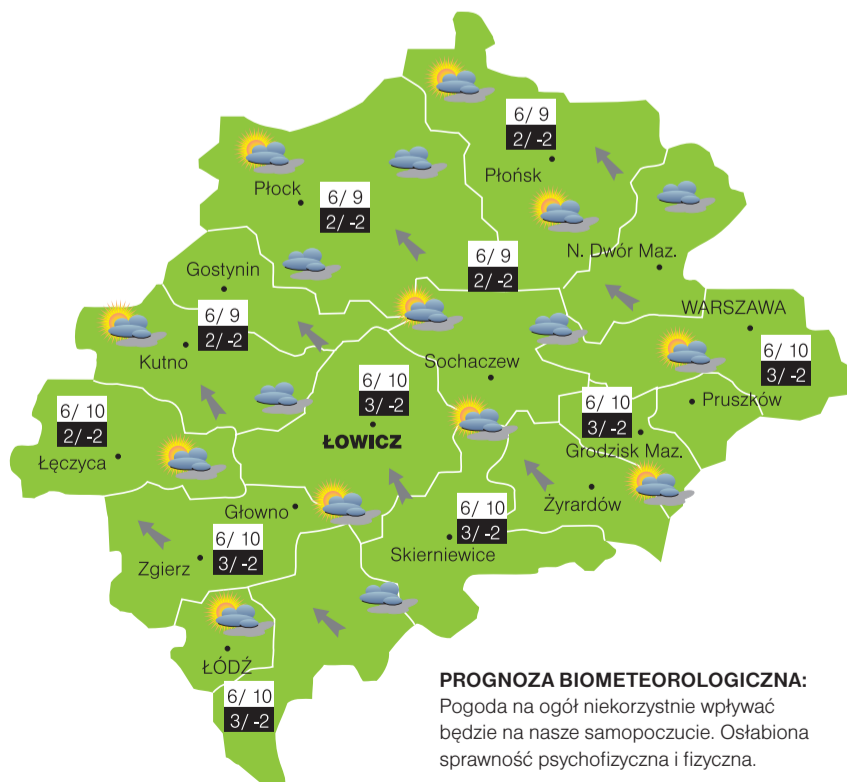 6/ 9
2/ -2
Płońsk
Płock
6/ 9
2/ -2
6/ 9
2/ -2
N. Dwór Maz.
Gostynin
WARSZAWA
6/ 9
2/ -2
Kutno
Sochaczew
6/ 10
3/ -2
6/ 10
3/ -2
ŁOWICZ
Pruszków
6/ 10
3/ -2
Grodzisk Maz.
6/ 10
2/ -2
Łęczyca
Żyrardów
Głowno
6/ 10
3/ -2
Skierniewice
6/ 10
3/ -2
Zgierz
ŁÓDŹ
6/ 10
3/ -2
PROGNOZA BIOMETEOROLOGICZNA:
Pogoda na ogół niekorzystnie wpływać
będzie na nasze samopoczucie. Osłabiona
sprawność psychofizyczna i fizyczna.